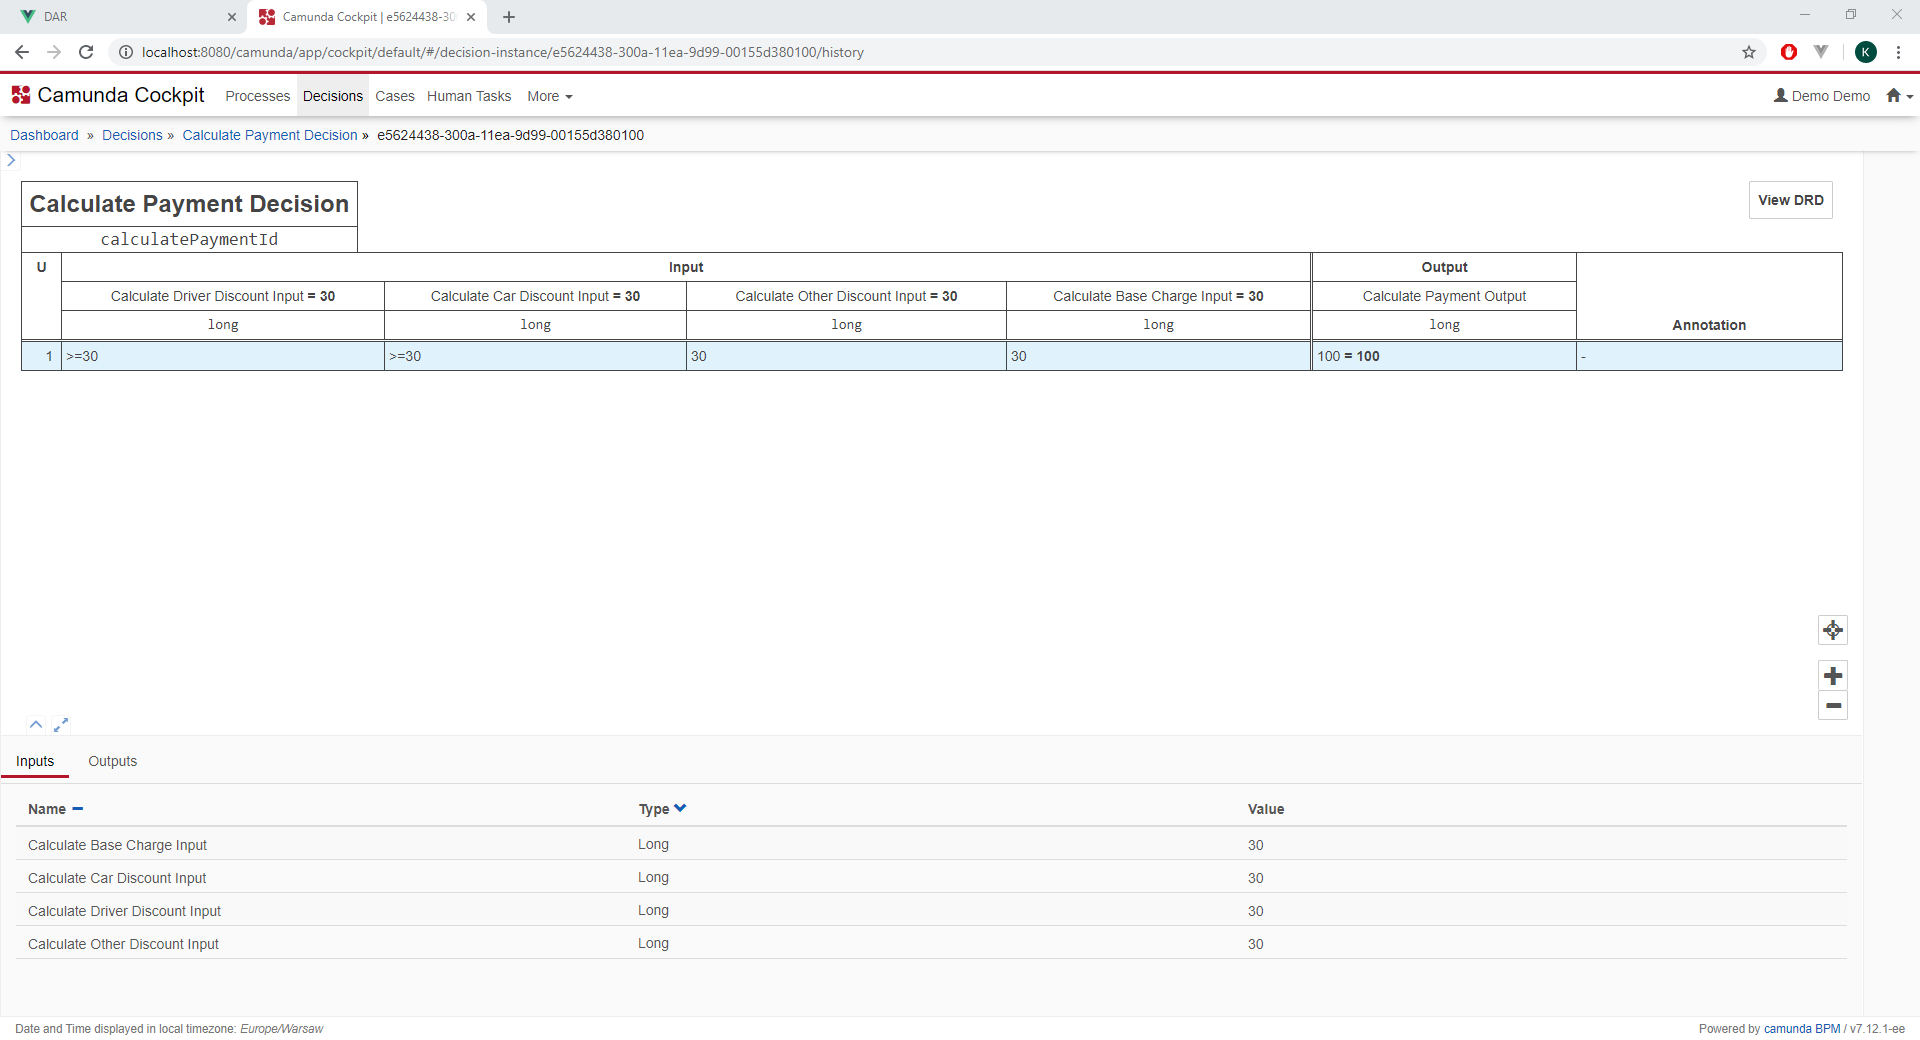 DAR
Camunda Cockpit | e5624438-30
localhost:8080/camunda/app/cockpit/default/#/decision-instance/e5624438-300a-11ea-9d99-00155d380100/history
K
Camunda Cockpit Processes Decisions Cases Human Tasks More Demo Demo
Dashboard » Decisions » Calculate Payment Decision » e5624438-300a-11ea-9d99-00155d380100
Calculate Payment Decision
View DRD
calculatePaymentId
U Input Output
Calculate Driver Discount Input = 30 Calculate Car Discount Input = 30 Calculate Other Discount Input = 30 Calculate Base Charge Input = 30 Calculate Payment Output
long long long long long Annotation
1 >=30 >=30 30 30 100 = 100 -
Inputs Outputs
Name Type Value
Calculate Base Charge Input Long 30
Calculate Car Discount Input Long 30
Calculate Driver Discount Input Long 30
Calculate Other Discount Input Long 30
Date and Time displayed in local timezone: Europe/Warsaw
Powered by camunda BPM / v7.12.1-ee